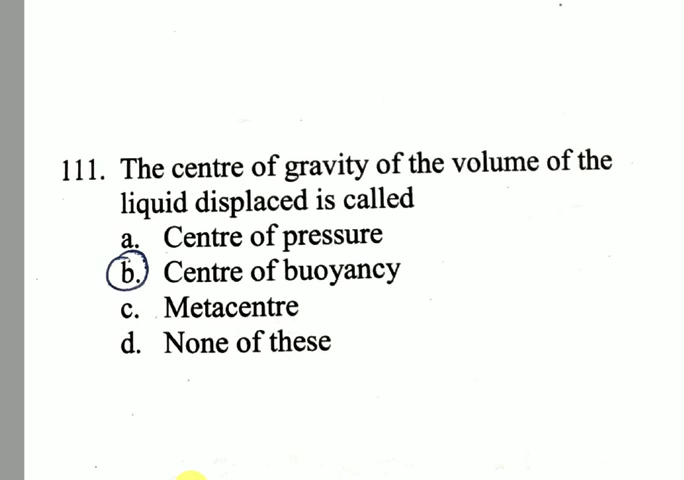 111. The centre of gravity of the volume of the
liquid displaced is called
a. Centre of pressure
b. Centre of buoyancy
c. Metacentre
d. None of these